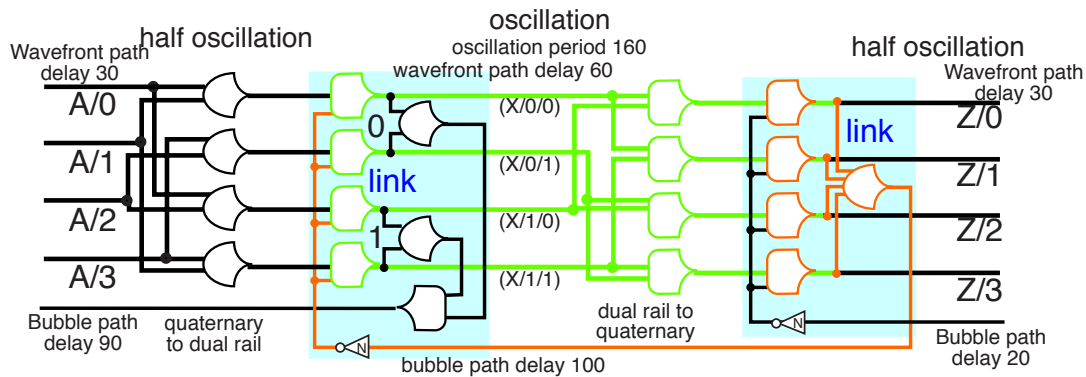 oscillation
half oscillation
oscillation period 160
half oscillation
Wavefront path
delay 30
wavefront path delay 60
Wavefront path
delay 30
A/0
(X/0/0)
Z/0
0
link
A/1
(X/0/1)
Z/1
link
A/2
(X/1/0)
Z/2
1
A/3
(X/1/1)
Z/3
Bubble path
delay 90
quaternary
to dual rail
dual rail to
quaternary
N
N
Bubble path
delay 20
bubble path delay 100